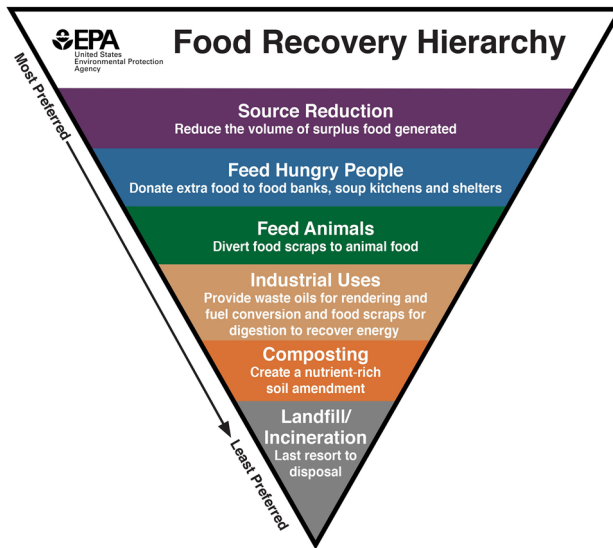 EPA
United States
Environmental Protection
Agency
Food Recovery Hierarchy
Most Preferred
Source Reduction
Reduce the volume of surplus food generated
Feed Hungry People
Donate extra food to food banks, soup kitchens and shelters
Feed Animals
Divert food scraps to animal food
Industrial Uses
Provide waste oils for rendering and
fuel conversion and food scraps for
digestion to recover energy
Composting
Create a nutrient-rich
soil amendment
Landfill/
Incineration
Last resort to
disposal
Least Preferred